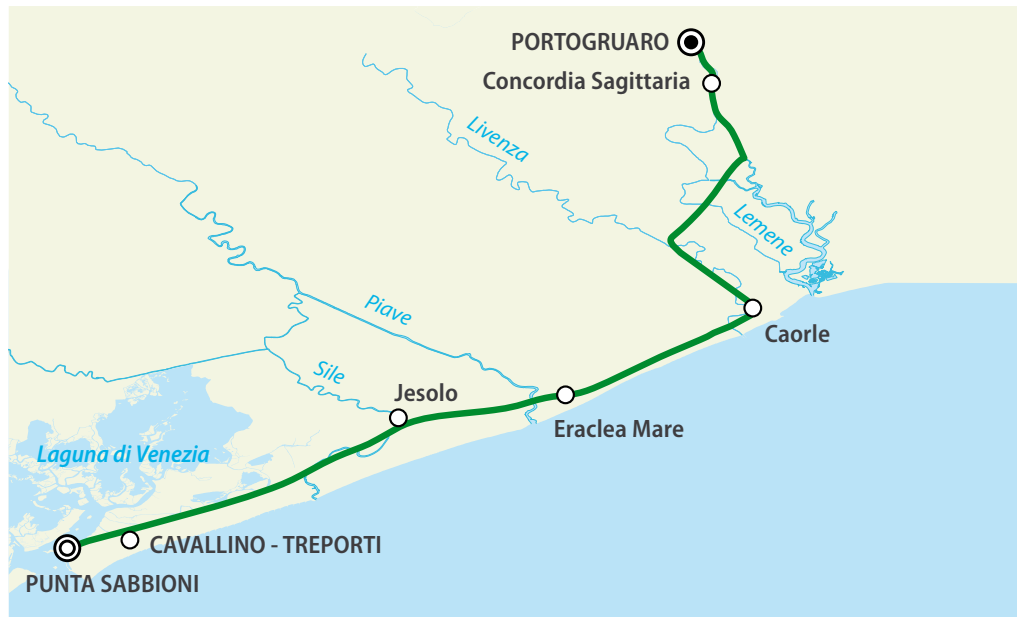 PORTOGRUARO
Concordia Sagittaria
Livenza
Lemene
Piave
Caorle
Sile
Jesolo
Eraclea Mare
Laguna di Venezia
CAVALLINO - TREPORTI
PUNTA SABBIONI